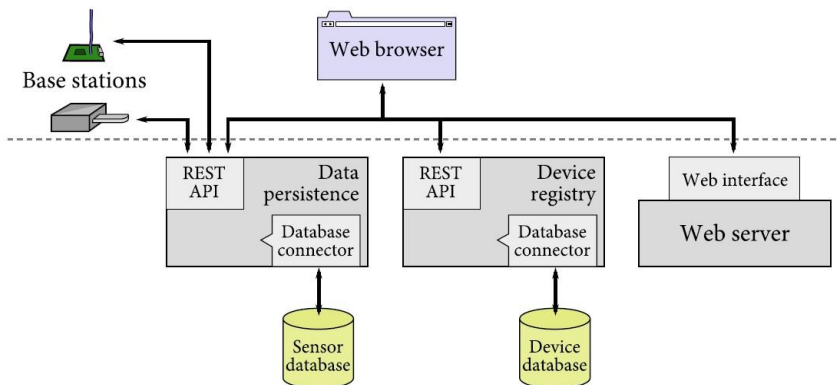 Web browser
Base stations
REST
API
Data
persistence
Database
connector
REST
API
Device
registry
Database
connector
Web interface
Web server
Sensor
database
Device
database